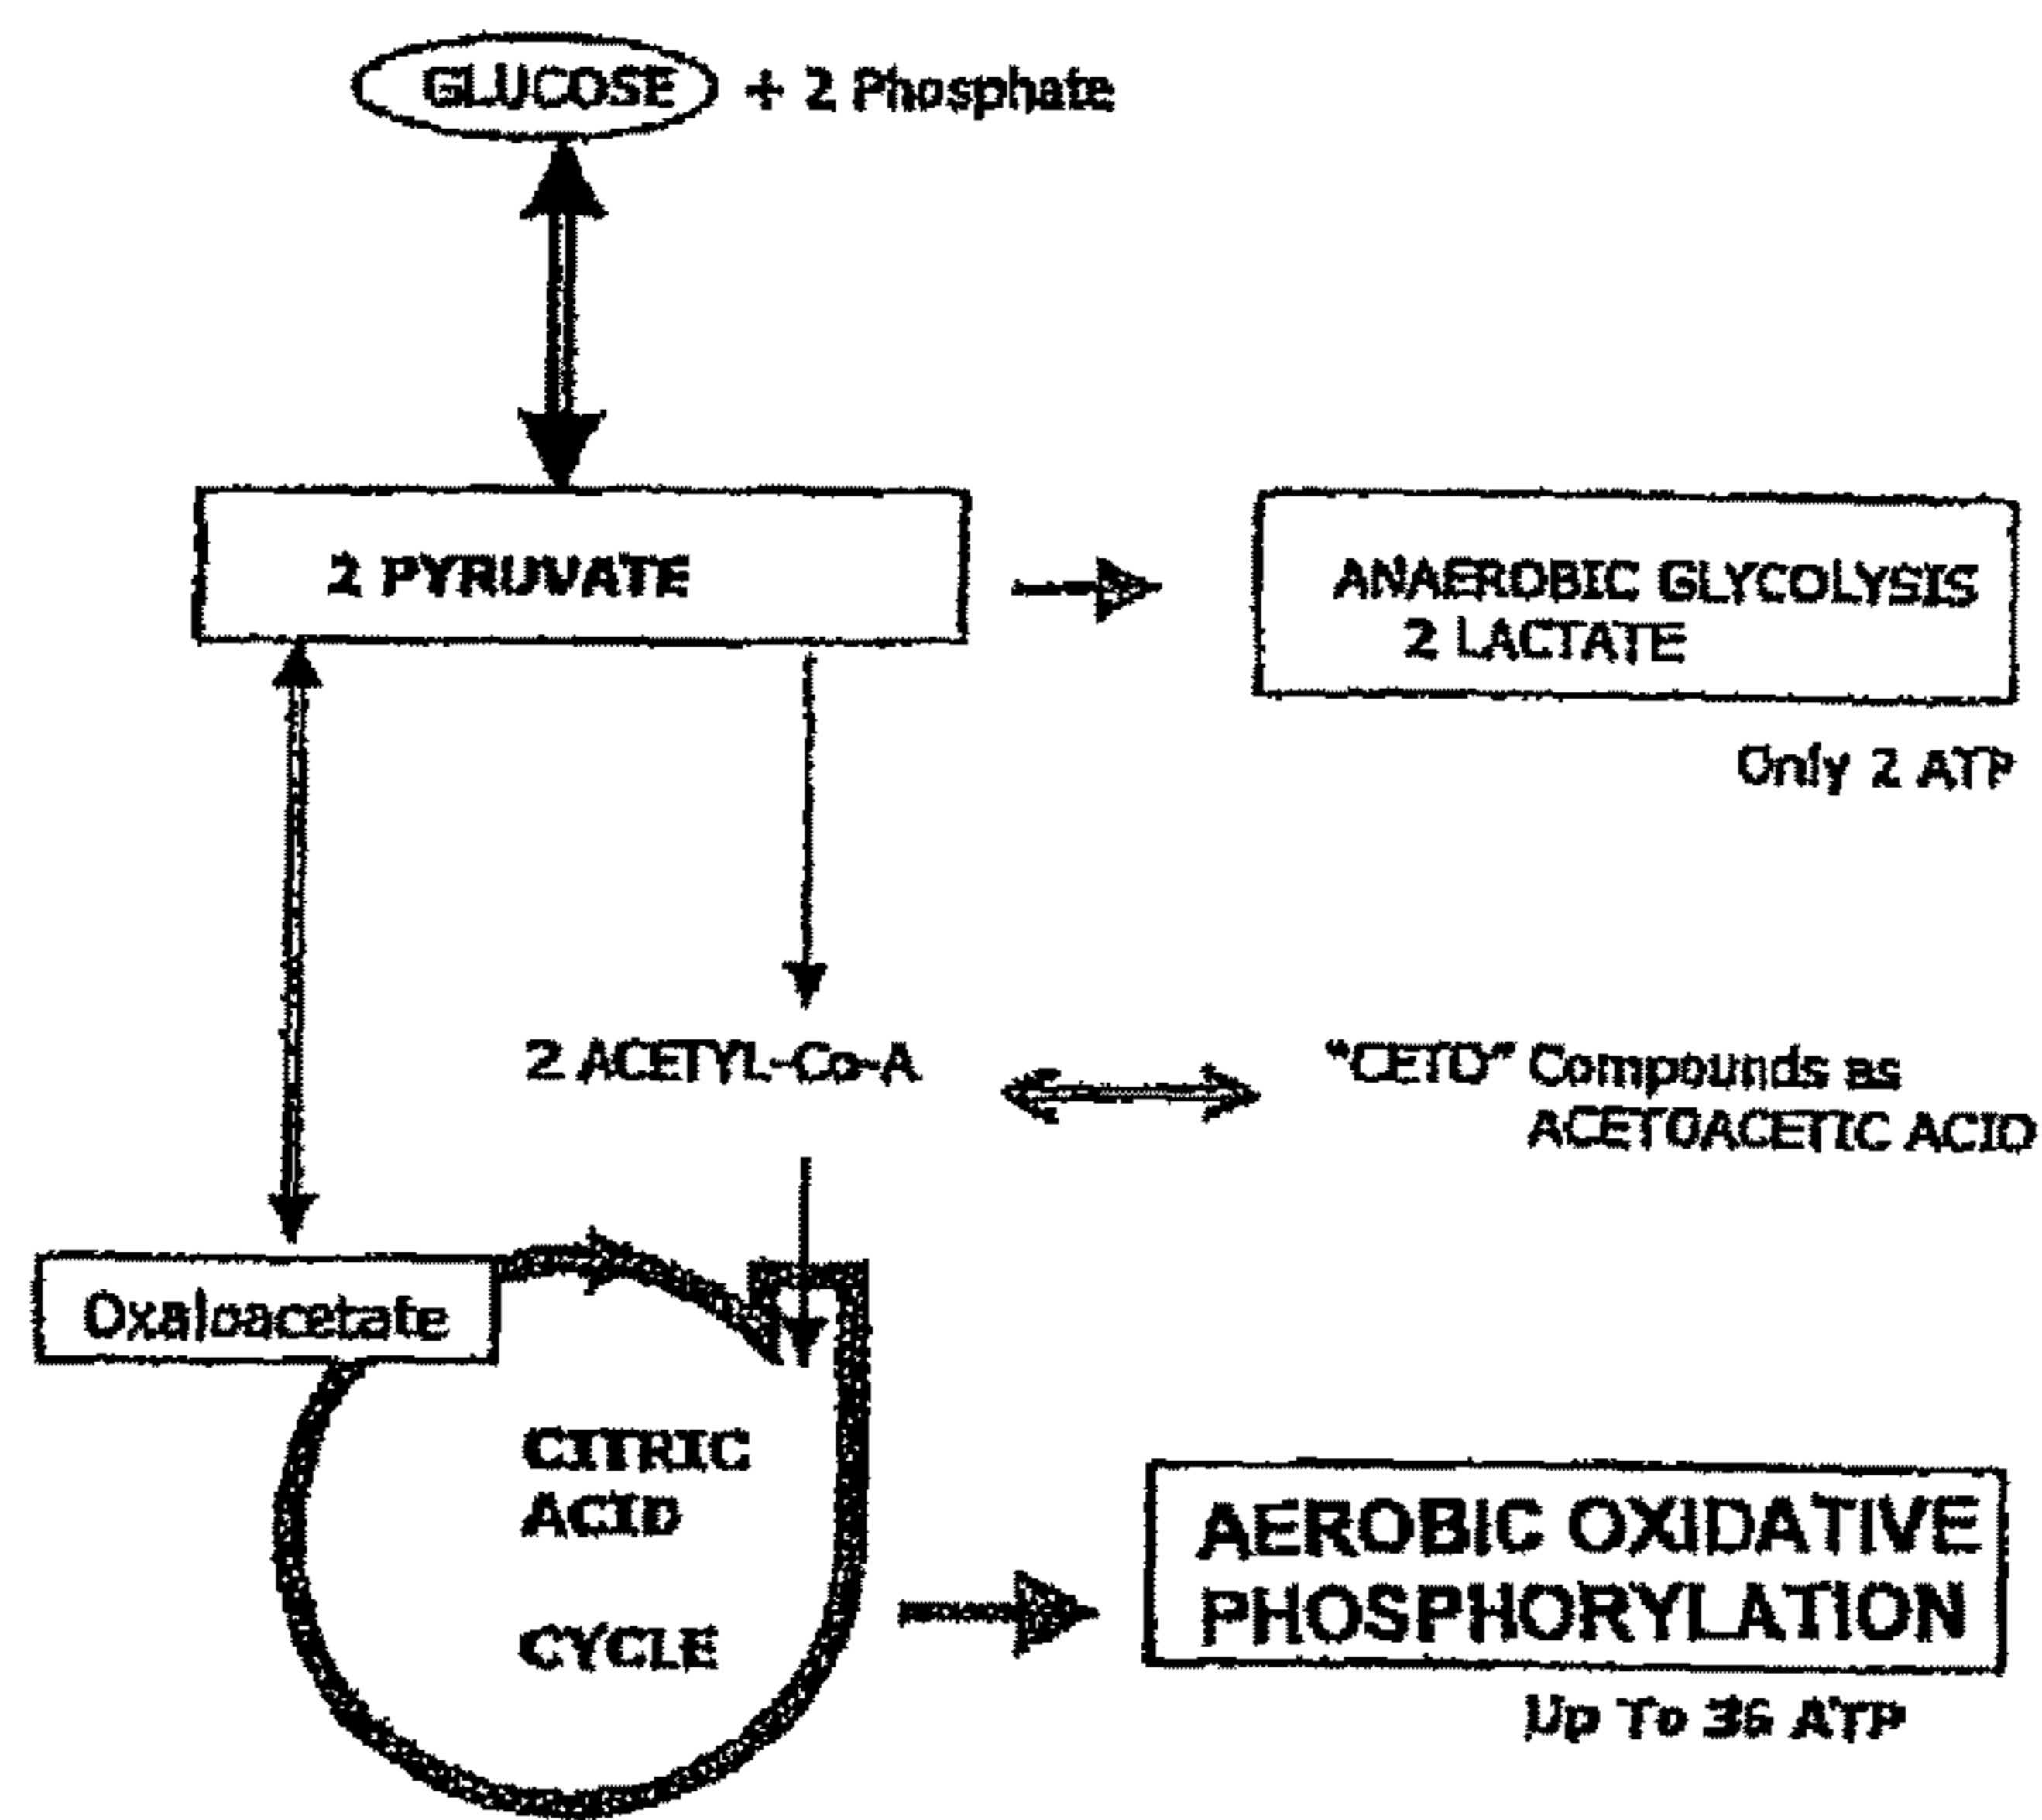 GLUCOSE + 2 Phosphate
2 PYRUVATE
ANAEROBIC GLYCOLYSIS
2 LACTATE
Only 2 ATP
2 ACETYL-Co-A
"CETO" Compounds as
ACETOACETIC ACID
Oxaloacetate
CITRIC
ACID
CYCLE
AEROBIC OXIDATIVE
PHOSPHORYLATION
Up To 36 ATP